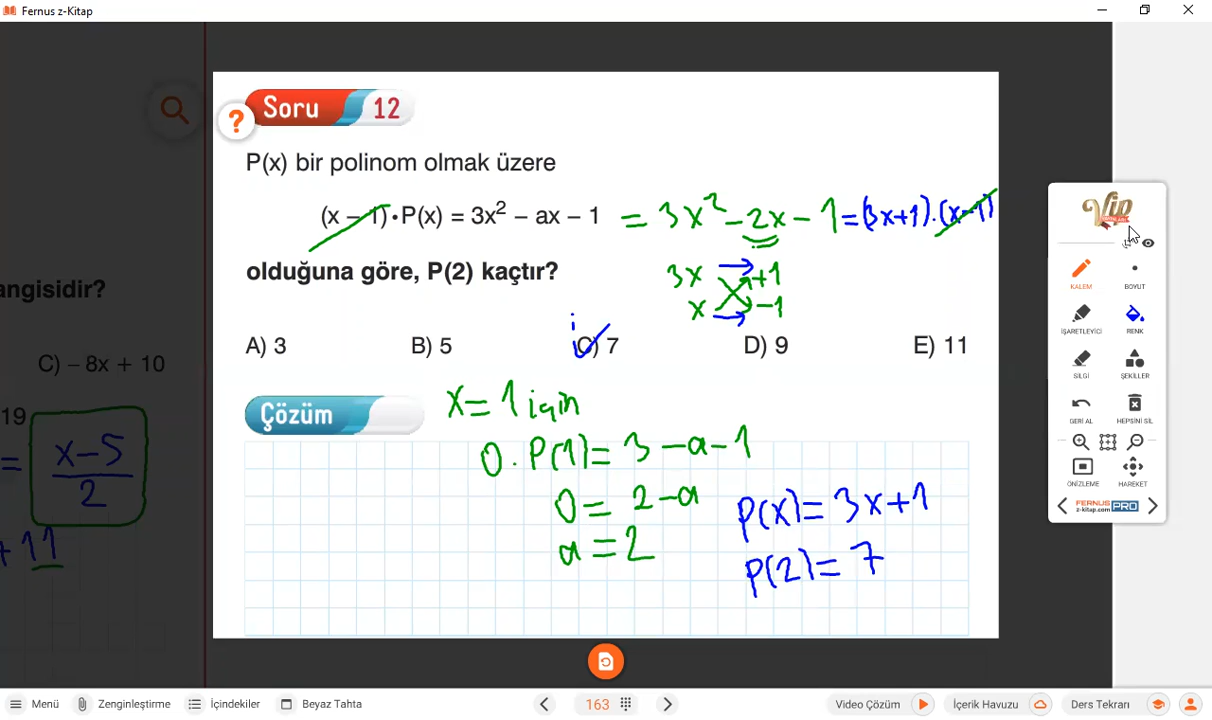 Fernus z-Kitap
Soru 12
?
P(x) bir polinom olmak üzere
(x – 1)·P(x) = 3x² – ax – 1 = 3x² – 2x – 1 = (3x+1)·(x–1)
3x +1
x –1
olduğuna göre, P(2) kaçtır?
A) 3 B) 5 C) 7 D) 9 E) 11
Çözüm
x = 1 için
0 · P(1) = 3 – a – 1
0 = 2 – a
a = 2
P(x) = 3x+1
P(2) = 7
angisidir?
C) – 8x + 10
19
= x–5
2
+ 11
Vip
KALEM BOYUT
İŞARETLEYİCİ RENK
SİLGİ ŞEKİLLER
GERİ AL HEPSİNİ SİL
ÖNİZLEME HAREKET
FERNUS
z-kitap.com PRO
Menü Zenginleştirme İçindekiler Beyaz Tahta 163 Video Çözüm İçerik Havuzu Ders Tekrarı